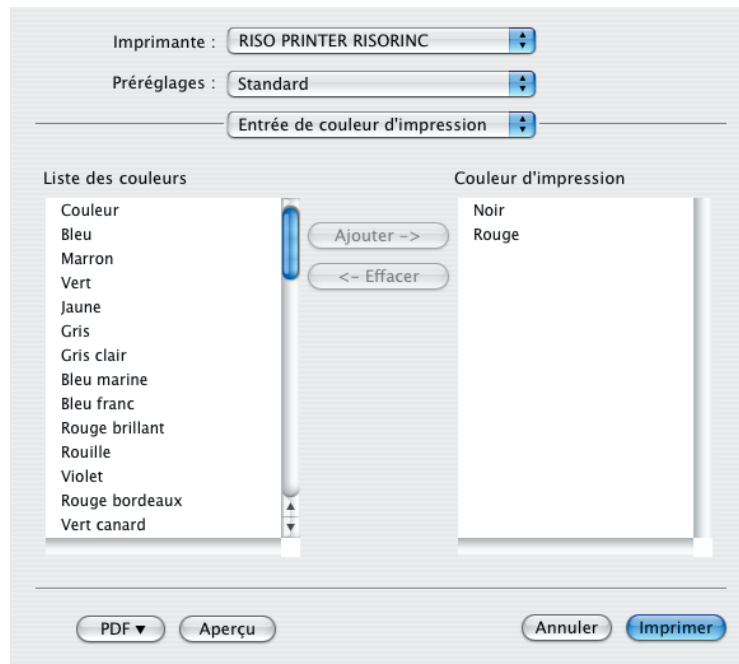 Imprimante : RISO PRINTER RISORINC
Préréglages : Standard
Entrée de couleur d'impression
Liste des couleurs
Couleur
Bleu
Marron
Vert
Jaune
Gris
Gris clair
Bleu marine
Bleu franc
Rouge brillant
Rouille
Violet
Rouge bordeaux
Vert canard
Ajouter ->
<- Effacer
Couleur d'impression
Noir
Rouge
PDF ▼
Aperçu
Annuler
Imprimer